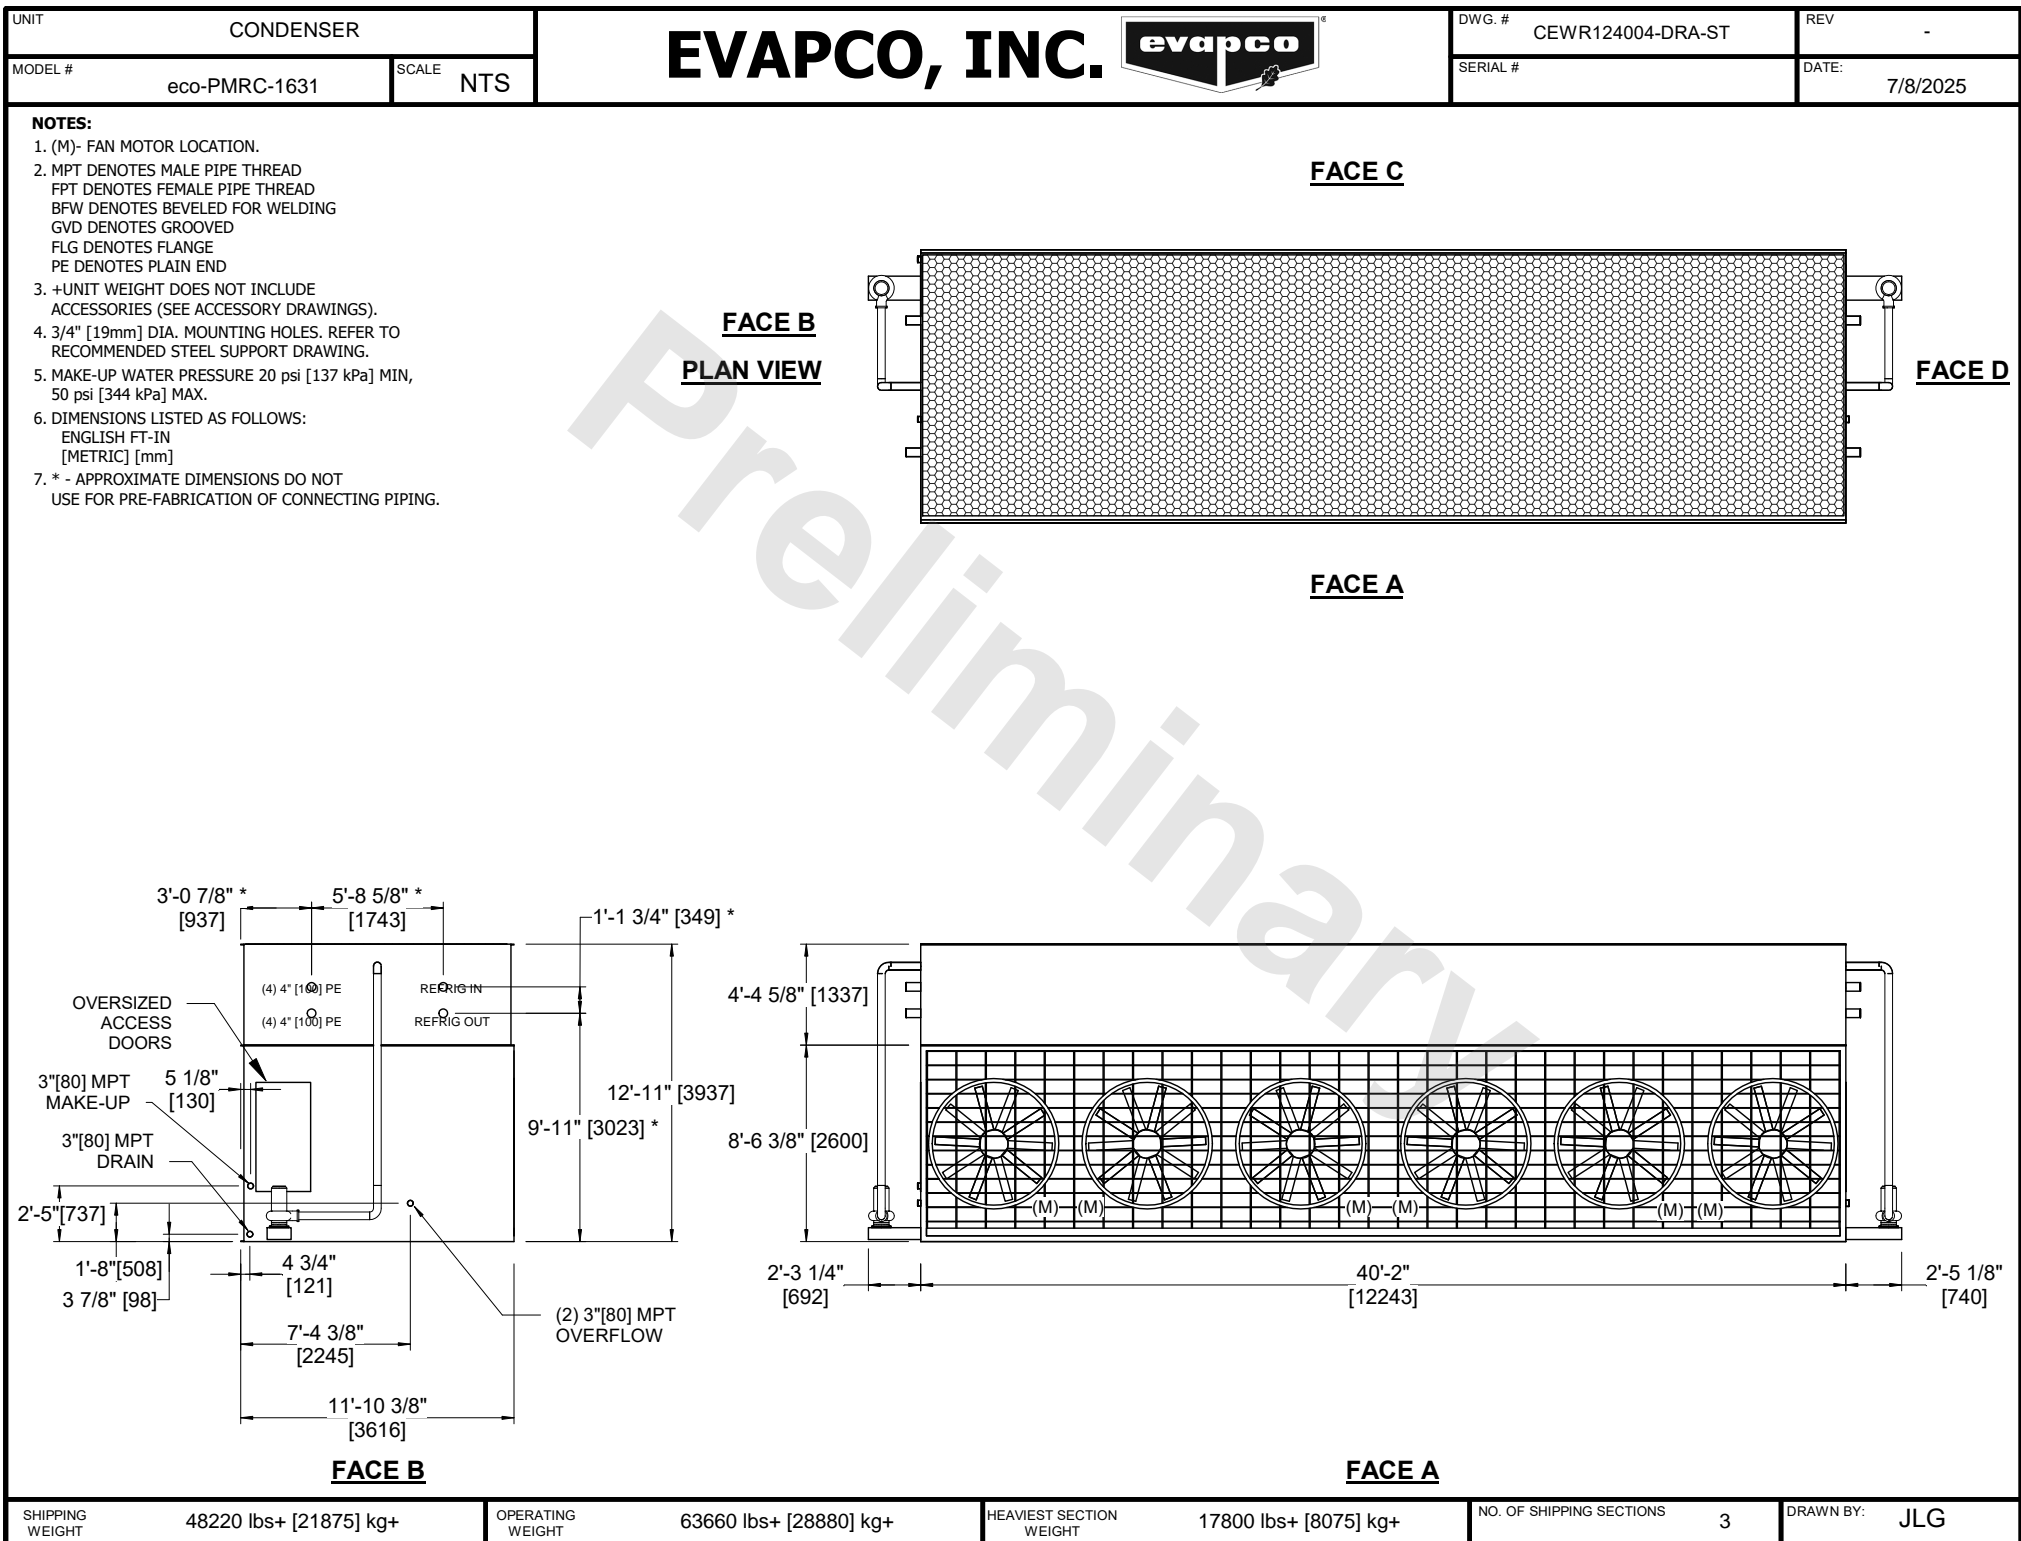 UNIT
CONDENSER
MODEL #
eco-PMRC-1631
SCALE
NTS
EVAPCO, INC.
evapco
®
DWG. #
CEWR124004-DRA-ST
REV
-
SERIAL #
DATE:
7/8/2025
NOTES:
1. (M)- FAN MOTOR LOCATION.
2. MPT DENOTES MALE PIPE THREAD
FPT DENOTES FEMALE PIPE THREAD
BFW DENOTES BEVELED FOR WELDING
GVD DENOTES GROOVED
FLG DENOTES FLANGE
PE DENOTES PLAIN END
3. +UNIT WEIGHT DOES NOT INCLUDE
ACCESSORIES (SEE ACCESSORY DRAWINGS).
4. 3/4" [19mm] DIA. MOUNTING HOLES. REFER TO
RECOMMENDED STEEL SUPPORT DRAWING.
5. MAKE-UP WATER PRESSURE 20 psi [137 kPa] MIN,
50 psi [344 kPa] MAX.
6. DIMENSIONS LISTED AS FOLLOWS:
ENGLISH FT-IN
[METRIC] [mm]
7. * - APPROXIMATE DIMENSIONS DO NOT
USE FOR PRE-FABRICATION OF CONNECTING PIPING.
FACE C
FACE B
PLAN VIEW
FACE D
FACE A
Preliminary
3'-0 7/8" *
[937]
5'-8 5/8" *
[1743]
1'-1 3/4" [349] *
(4) 4" [100] PE
REFRIG IN
(4) 4" [100] PE
REFRIG OUT
OVERSIZED
ACCESS
DOORS
3"[80] MPT
MAKE-UP
5 1/8"
[130]
3"[80] MPT
DRAIN
12'-11" [3937]
9'-11" [3023] *
2'-5"[737]
1'-8"[508]
3 7/8" [98]
4 3/4"
[121]
(2) 3"[80] MPT
OVERFLOW
7'-4 3/8"
[2245]
11'-10 3/8"
[3616]
FACE B
4'-4 5/8" [1337]
8'-6 3/8" [2600]
(M) (M) (M) (M) (M) (M)
2'-3 1/4"
[692]
40'-2"
[12243]
2'-5 1/8"
[740]
FACE A
SHIPPING
WEIGHT
48220 lbs+ [21875] kg+
OPERATING
WEIGHT
63660 lbs+ [28880] kg+
HEAVIEST SECTION
WEIGHT
17800 lbs+ [8075] kg+
NO. OF SHIPPING SECTIONS
3
DRAWN BY:
JLG